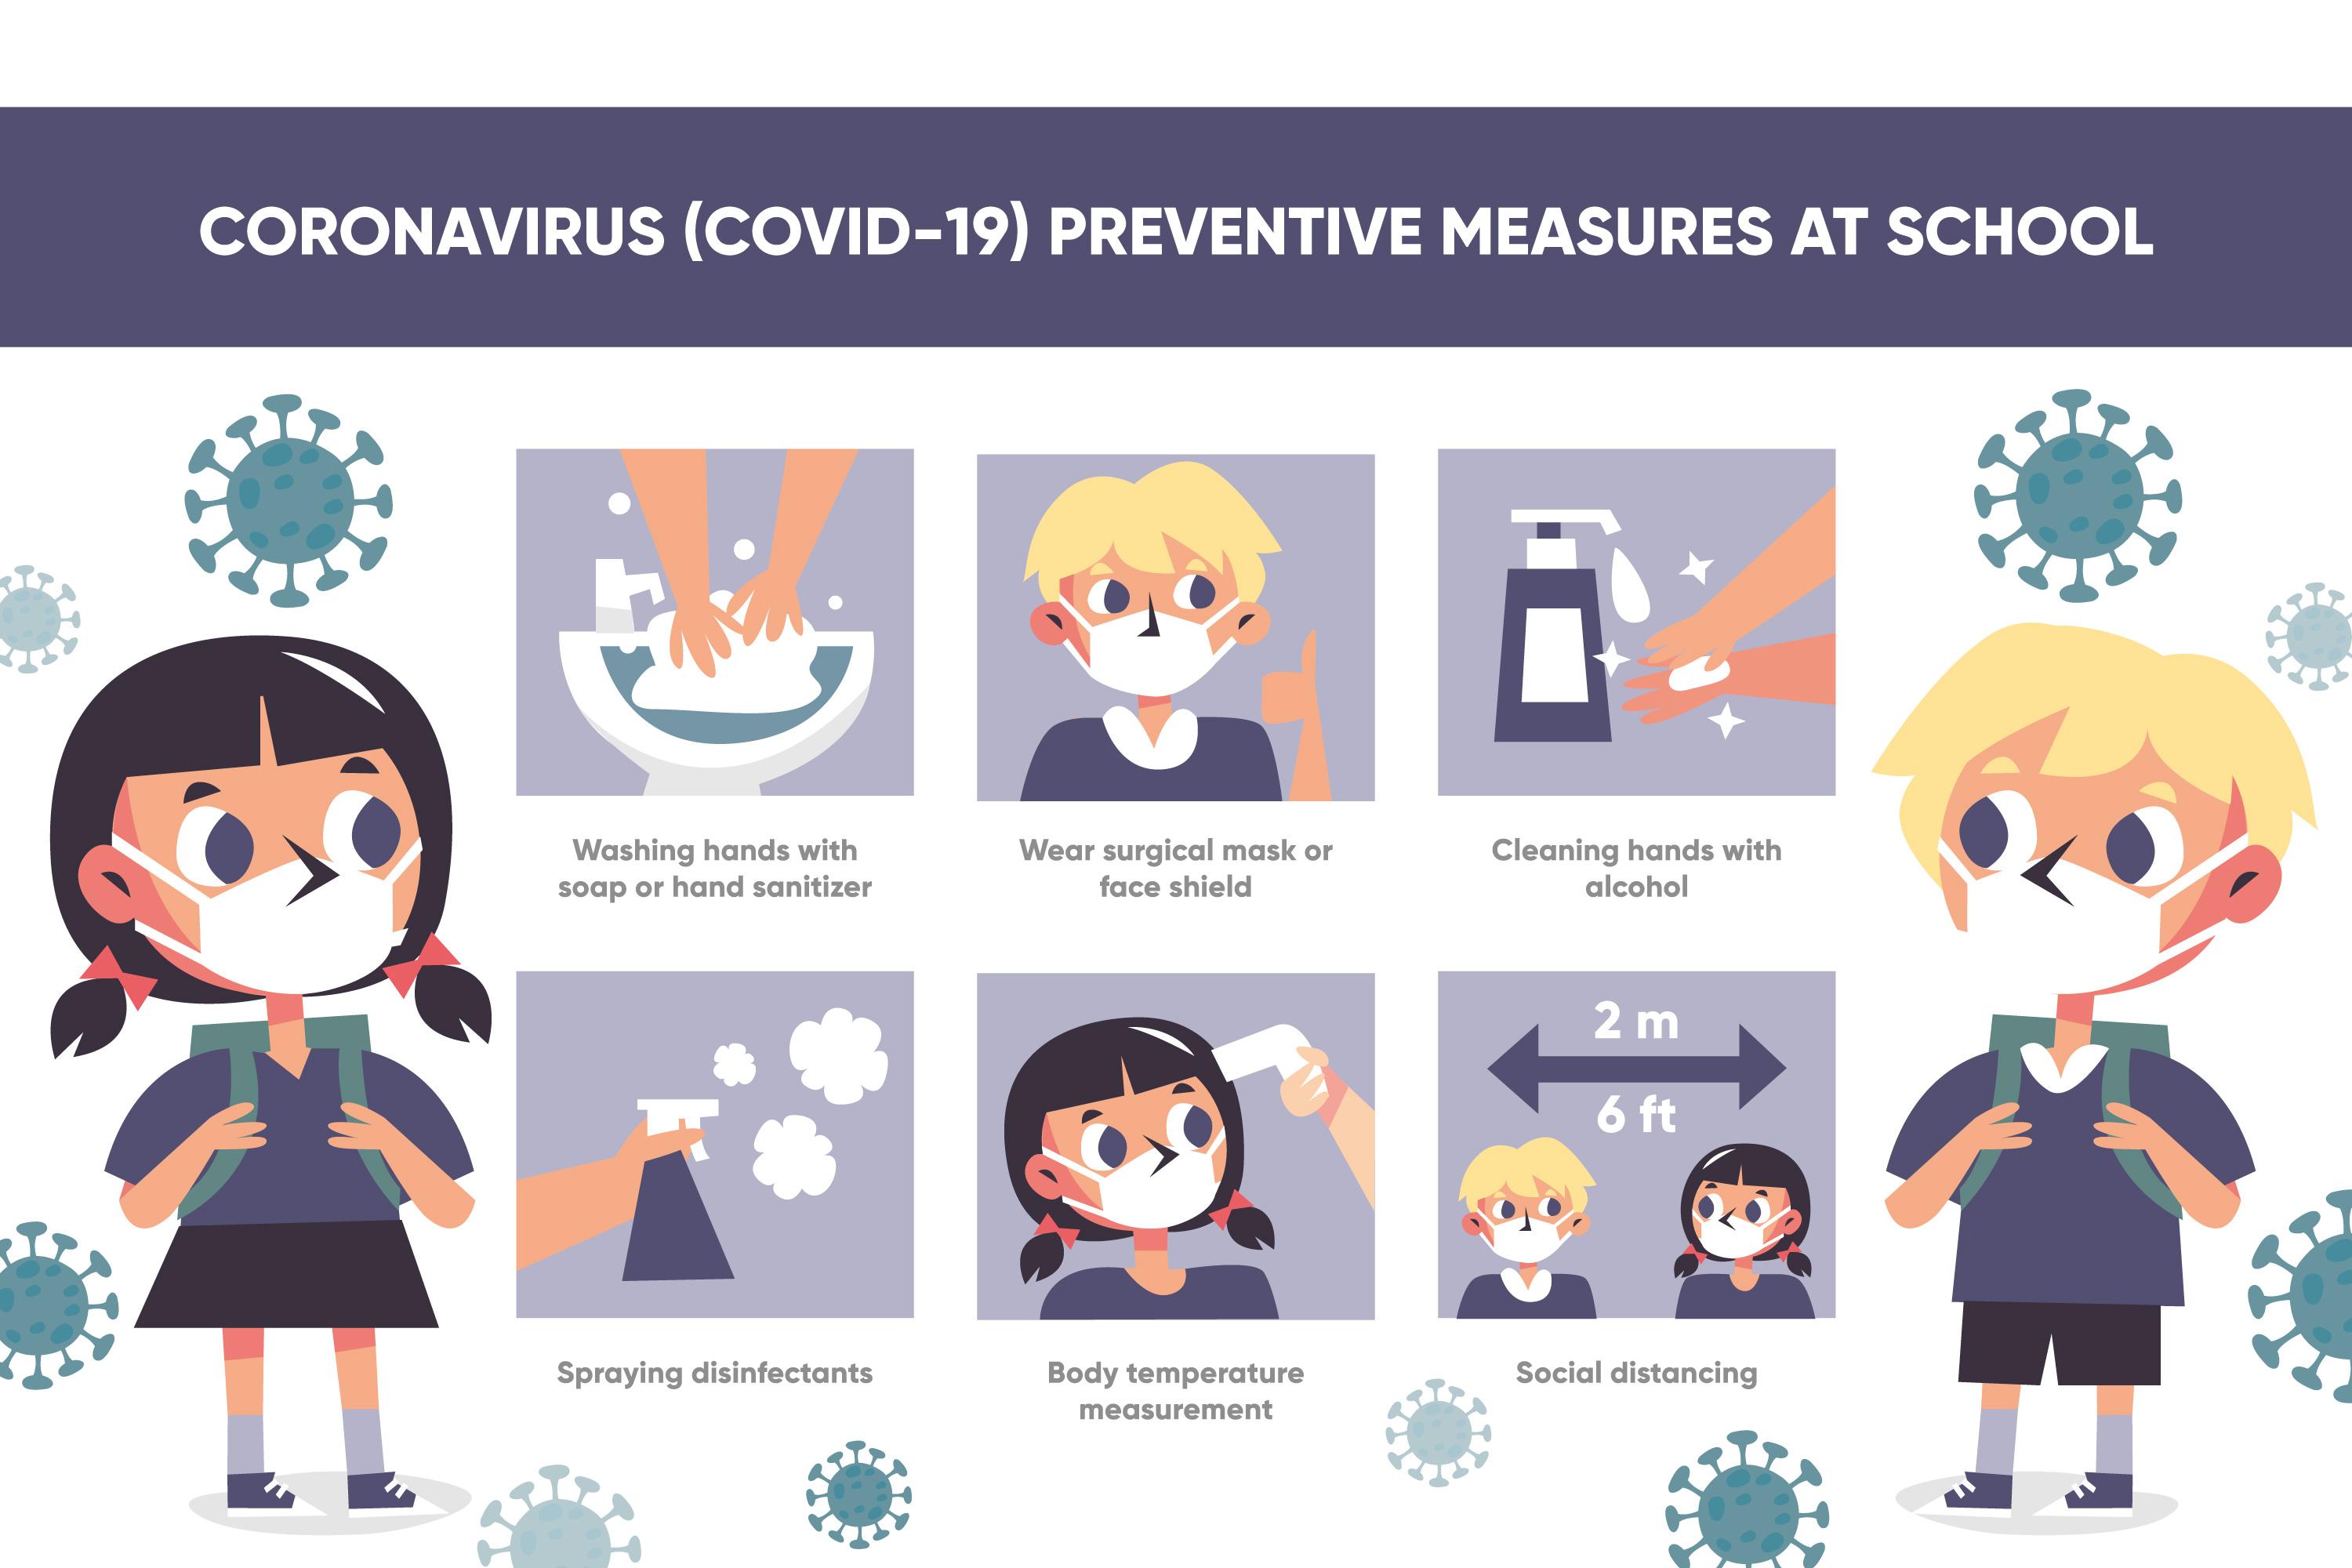 CORONAVIRUS (COVID-19) PREVENTIVE MEASURES AT SCHOOL
Washing hands with
soap or hand sanitizer
Wear surgical mask or
face shield
Cleaning hands with
alcohol
2 m
6 ft
Spraying disinfectants
Body temperature
measurement
Social distancing